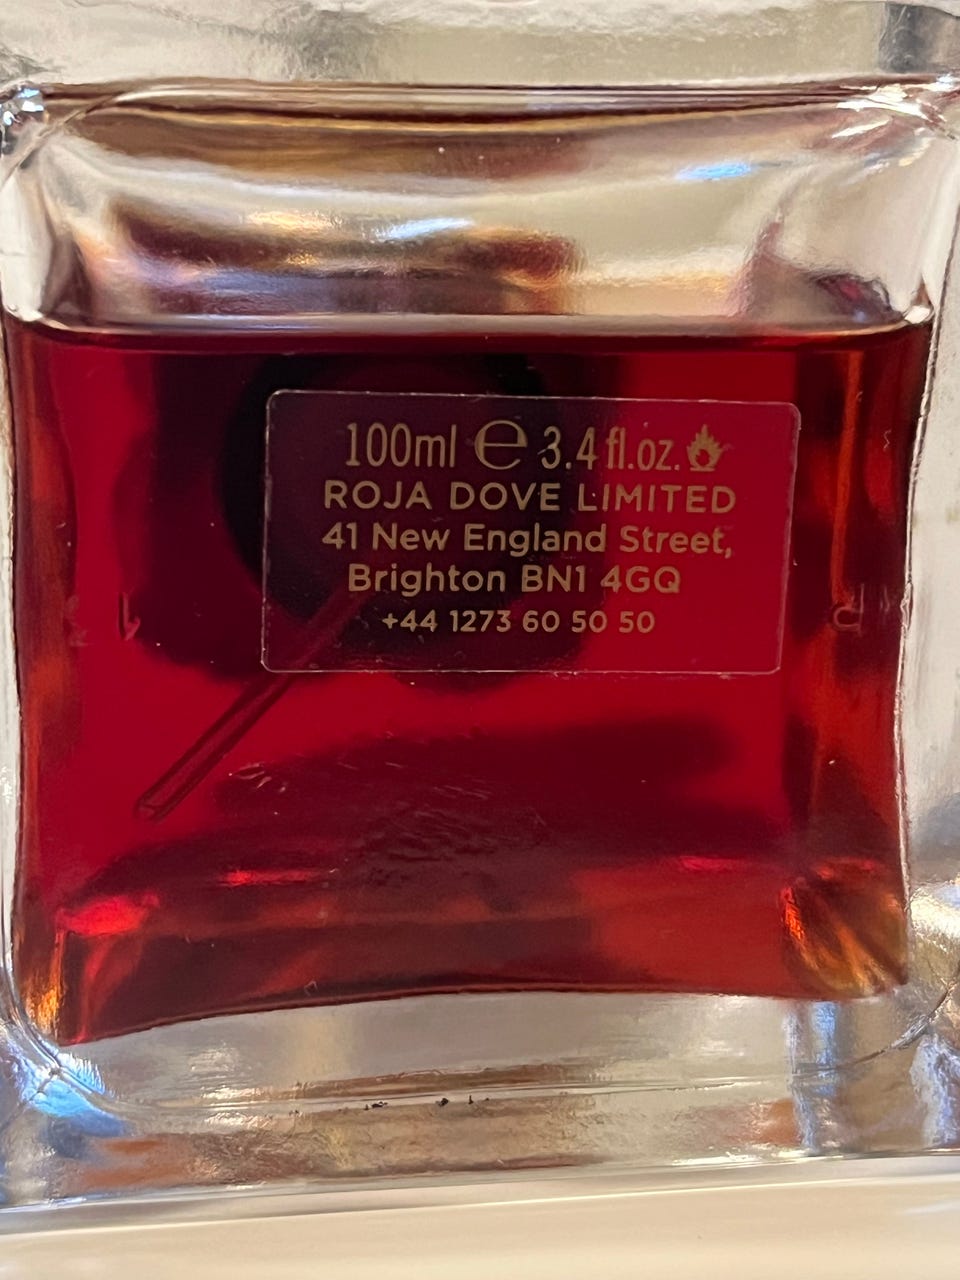 100ml ℮ 3.4 fl.oz.
ROJA DOVE LIMITED
41 New England Street,
Brighton BN1 4GQ
+44 1273 60 50 50